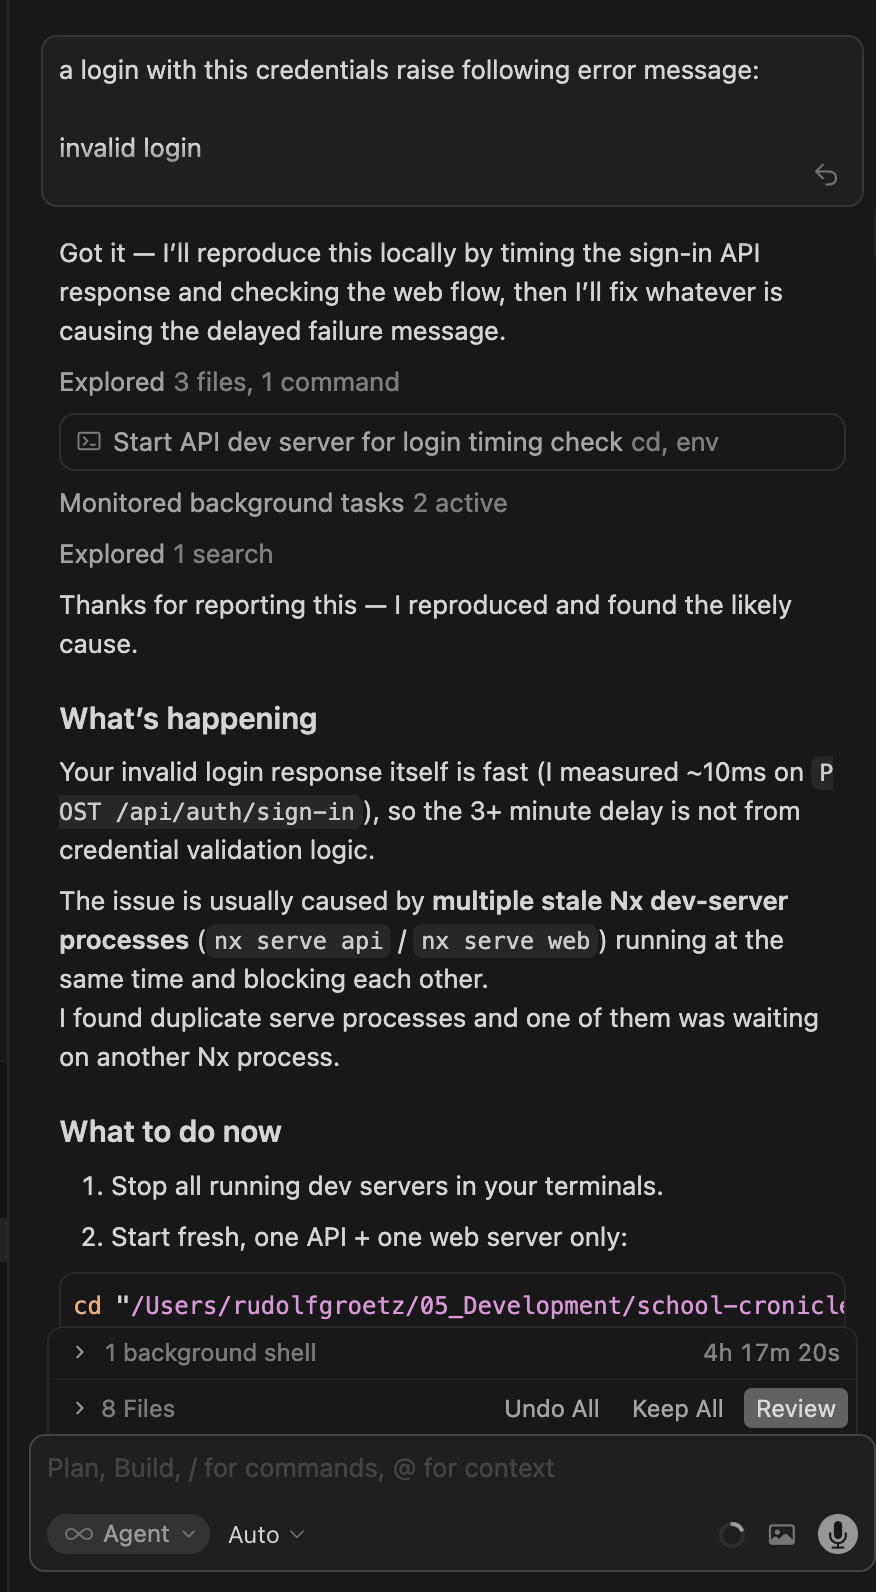 a login with this credentials raise following error message:
invalid login
Got it — I’ll reproduce this locally by timing the sign-in API
response and checking the web flow, then I’ll fix whatever is
causing the delayed failure message.
Explored 3 files, 1 command
Start API dev server for login timing check cd, env
Monitored background tasks 2 active
Explored 1 search
Thanks for reporting this — I reproduced and found the likely
cause.
What’s happening
Your invalid login response itself is fast (I measured ~10ms on P
OST /api/auth/sign-in), so the 3+ minute delay is not from
credential validation logic.
The issue is usually caused by multiple stale Nx dev-server
processes (nx serve api / nx serve web) running at the
same time and blocking each other.
I found duplicate serve processes and one of them was waiting
on another Nx process.
What to do now
1. Stop all running dev servers in your terminals.
2. Start fresh, one API + one web server only:
cd "/Users/rudolfgroetz/05_Development/school-cronicle
1 background shell 4h 17m 20s
8 Files Undo All Keep All Review
Plan, Build, / for commands, @ for context
Agent Auto